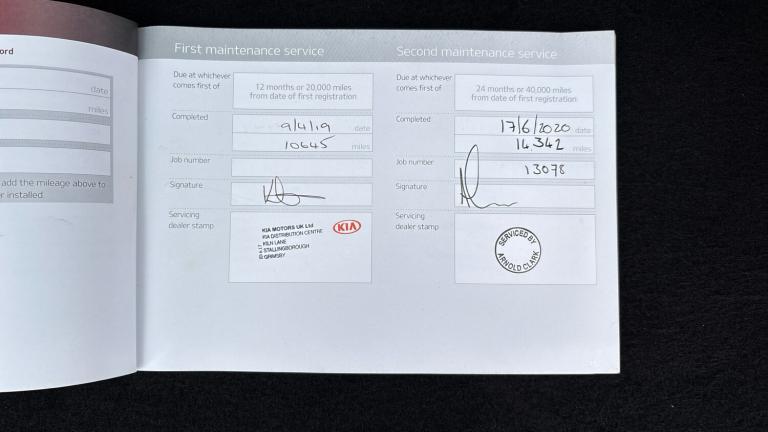 ord
date
miles
add the mileage above to
r installed.
First maintenance service
Due at whichever
comes first of
12 months or 20,000 miles
from date of first registration
Completed
9/4/19 date
10645 miles
Job number
Signature
Servicing
dealer stamp
KIA MOTORS UK Ltd
KIA DISTRIBUTION CENTRE
KILN LANE
STALLINGBOROUGH
GRIMSBY
KIA
Second maintenance service
Due at whichever
comes first of
24 months or 40,000 miles
from date of first registration
Completed
17/6/2020 date
14342 miles
Job number
13078
Signature
Servicing
dealer stamp
SERVICED BY
ARNOLD CLARK